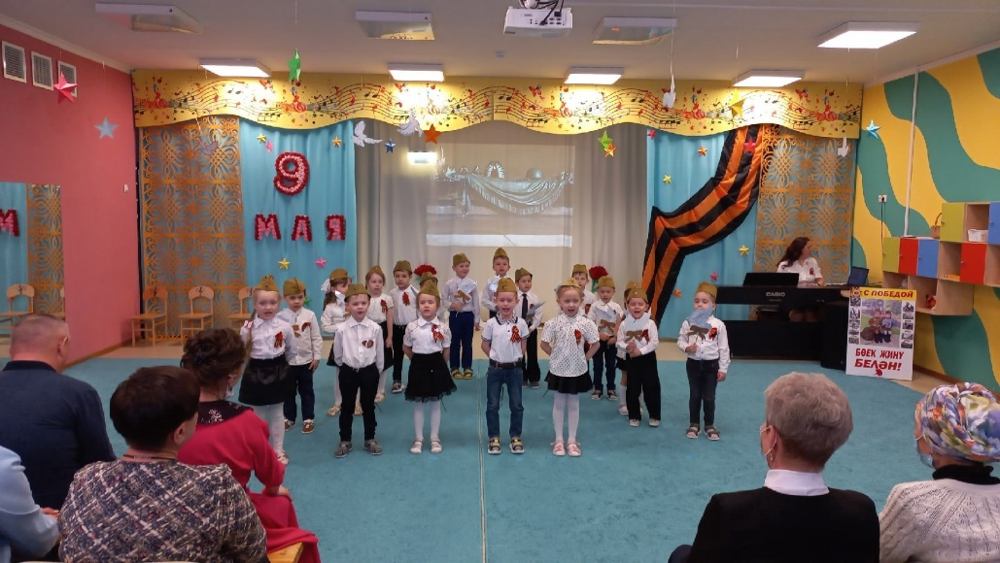 9
МАЯ
М
CASIO
С ПОБЕДОЙ
БӨЕК ҖИҢҮ
БЕЛӘН!